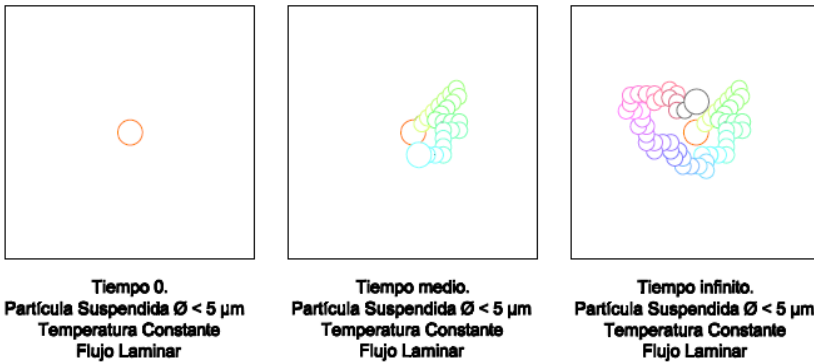 Tiempo 0.
Partícula Suspendida Ø < 5 µm
Temperatura Constante
Flujo Laminar
Tiempo medio.
Partícula Suspendida Ø < 5 µm
Temperatura Constante
Flujo Laminar
Tiempo infinito.
Partícula Suspendida Ø < 5 µm
Temperatura Constante
Flujo Laminar